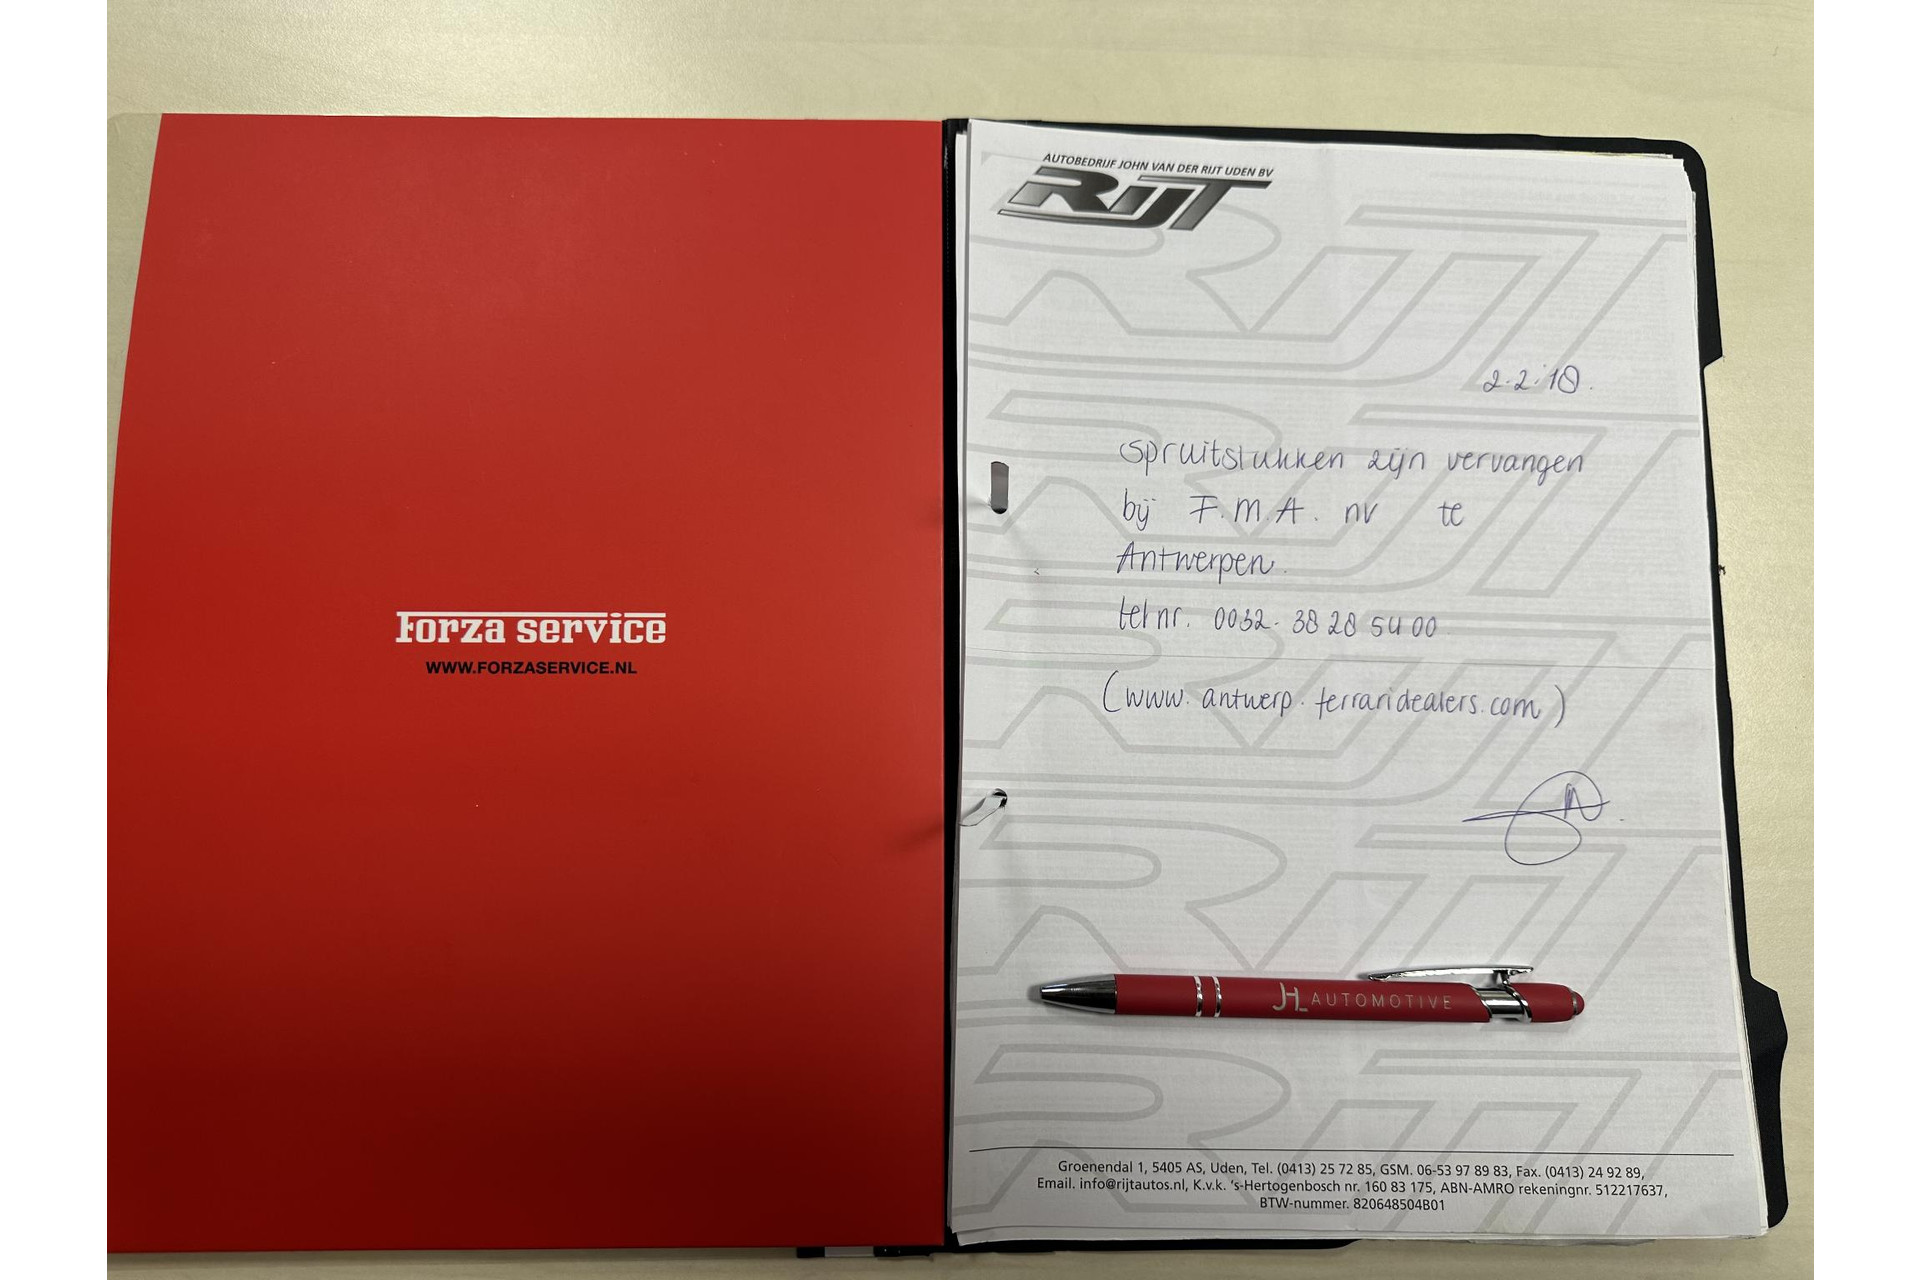 Forza service
WWW.FORZASERVICE.NL
AUTOBEDRIJF JOHN VAN DER RIJT UDEN BV
RIJT
2.2.'18.
Spruitstukken zijn vervangen
bij F.M.A. nv te
Antwerpen.
tel nr. 0032. 38 28 54 00
(www.antwerp.ferraridealers.com)
JHL AUTOMOTIVE
Groenendal 1, 5405 AS, Uden, Tel. (0413) 25 72 85, GSM. 06-53 97 89 83, Fax. (0413) 24 92 89,
Email. info@rijtautos.nl, K.v.k. 's-Hertogenbosch nr. 160 83 175, ABN-AMRO rekeningnr. 512217637,
BTW-nummer. 820648504B01